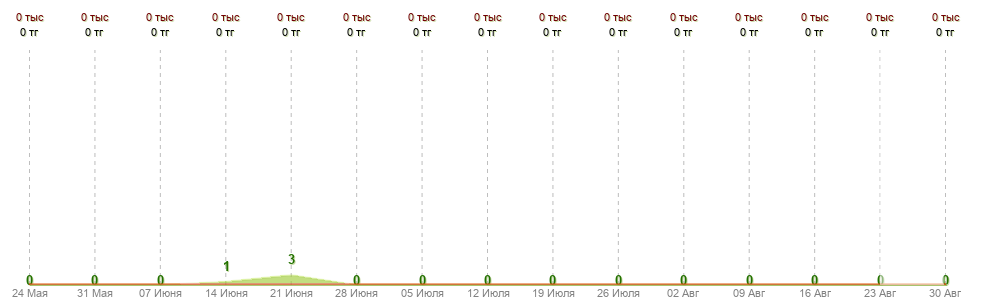 0 тыс 0 тыс 0 тыс 0 тыс 0 тыс 0 тыс 0 тыс 0 тыс 0 тыс 0 тыс 0 тыс 0 тыс 0 тыс 0 тыс 0 тыс
0 тг 0 тг 0 тг 0 тг 0 тг 0 тг 0 тг 0 тг 0 тг 0 тг 0 тг 0 тг 0 тг 0 тг 0 тг
0 0 0 1 3 0 0 0 0 0 0 0 0 0 0
24 Мая 31 Мая 07 Июня 14 Июня 21 Июня 28 Июня 05 Июля 12 Июля 19 Июля 26 Июля 02 Авг 09 Авг 16 Авг 23 Авг 30 Авг